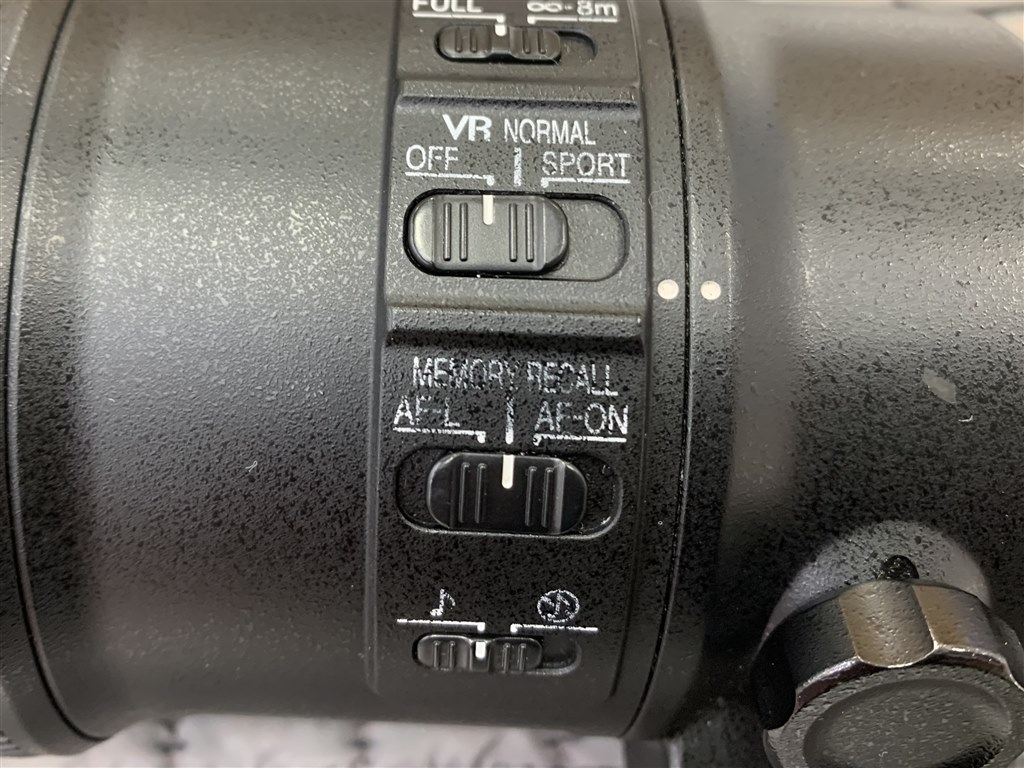 FULL ∞-8m
VR NORMAL
OFF SPORT
MEMORY RECALL
AF-L AF-ON